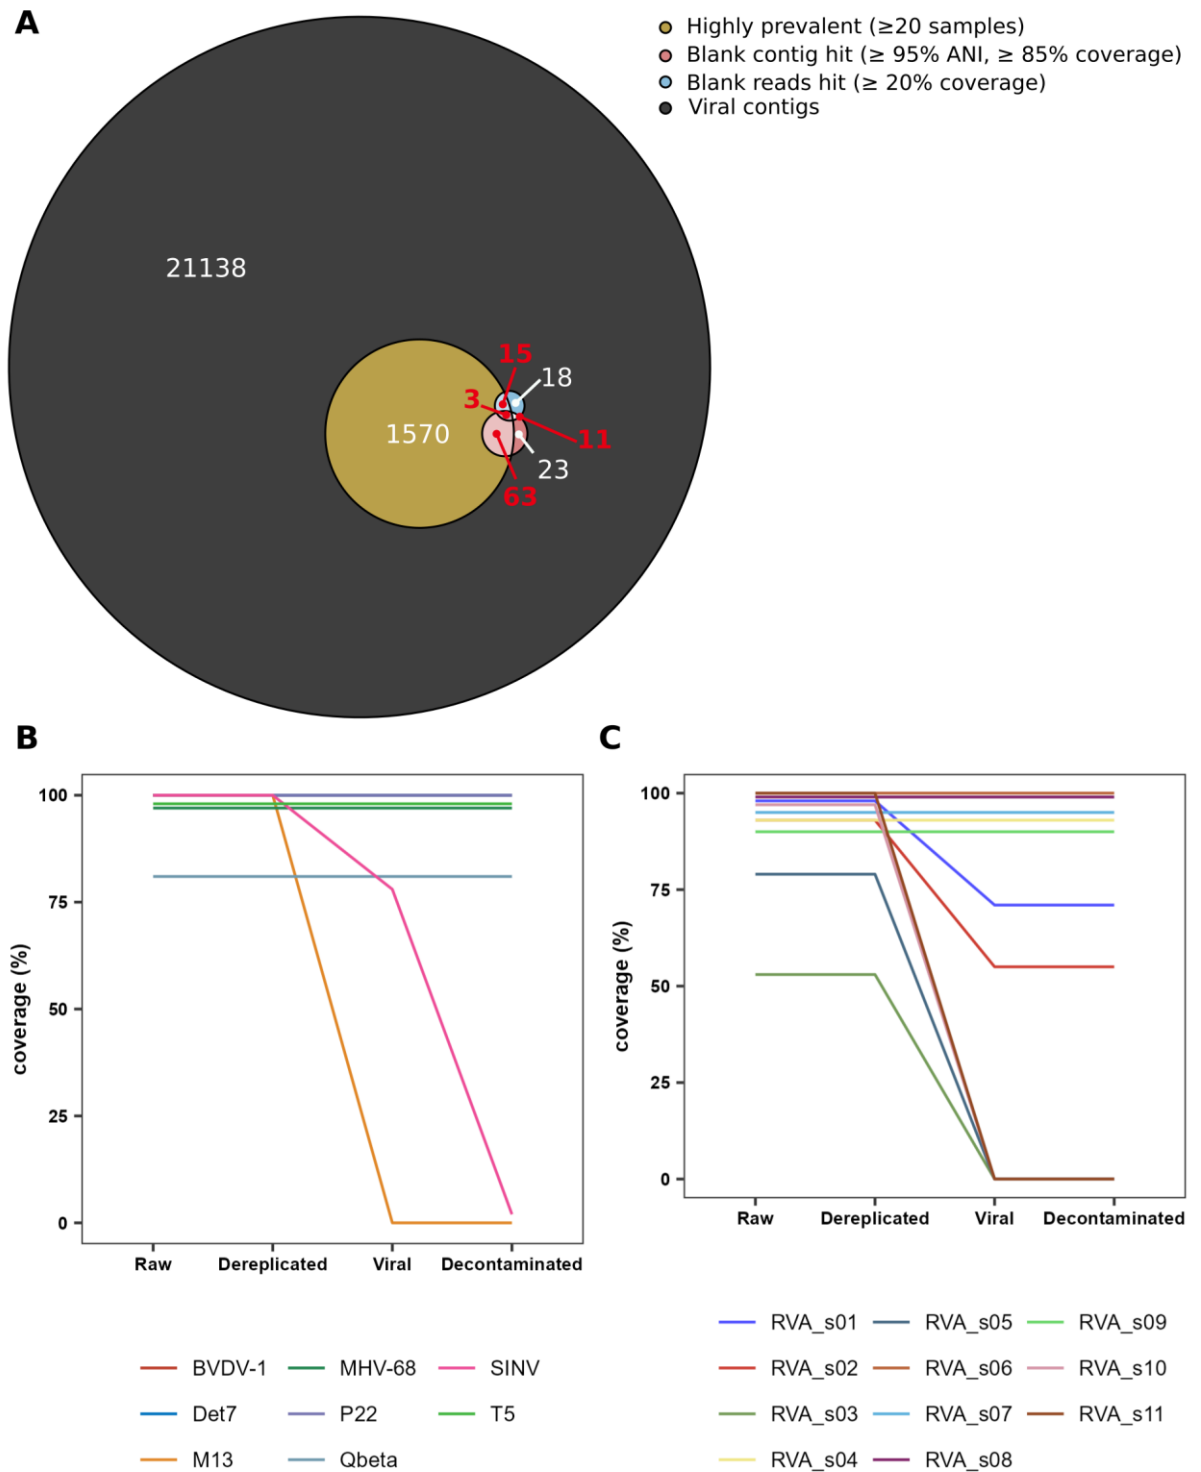 A
Highly prevalent (≥20 samples)
Blank contig hit (≥ 95% ANI, ≥ 85% coverage)
Blank reads hit (≥ 20% coverage)
Viral contigs
21138
15
18
3
1570
11
23
63
B
100
75
50
25
0
coverage (%)
Raw Dereplicated Viral Decontaminated
BVDV-1 MHV-68 SINV
Det7 P22 T5
M13 Qbeta
C
100
75
50
25
0
coverage (%)
Raw Dereplicated Viral Decontaminated
RVA_s01 RVA_s05 RVA_s09
RVA_s02 RVA_s06 RVA_s10
RVA_s03 RVA_s07 RVA_s11
RVA_s04 RVA_s08